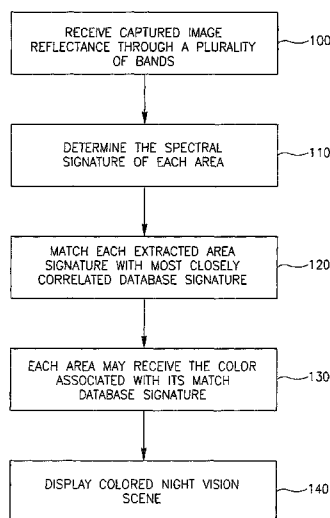 RECEIVE CAPTURED IMAGE
REFLECTANCE THROUGH A PLURALITY
OF BANDS
100
DETERMINE THE SPECTRAL
SIGNATURE OF EACH AREA
110
MATCH EACH EXTRACTED AREA
SIGNATURE WITH MOST CLOSELY
CORRELATED DATABASE SIGNATURE
120
EACH AREA MAY RECEIVE THE COLOR
ASSOCIATED WITH ITS MATCH
DATABASE SIGNATURE
130
DISPLAY COLORED NIGHT VISION
SCENE
140